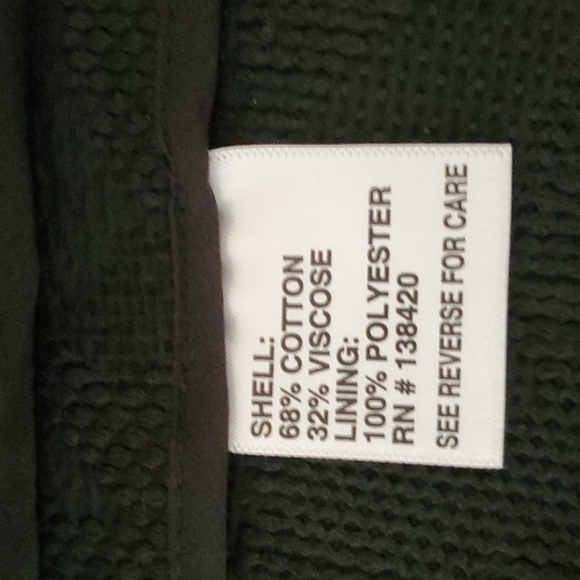 SHELL:
68% COTTON
32% VISCOSE
LINING:
100% POLYESTER
RN # 138420
SEE REVERSE FOR CARE